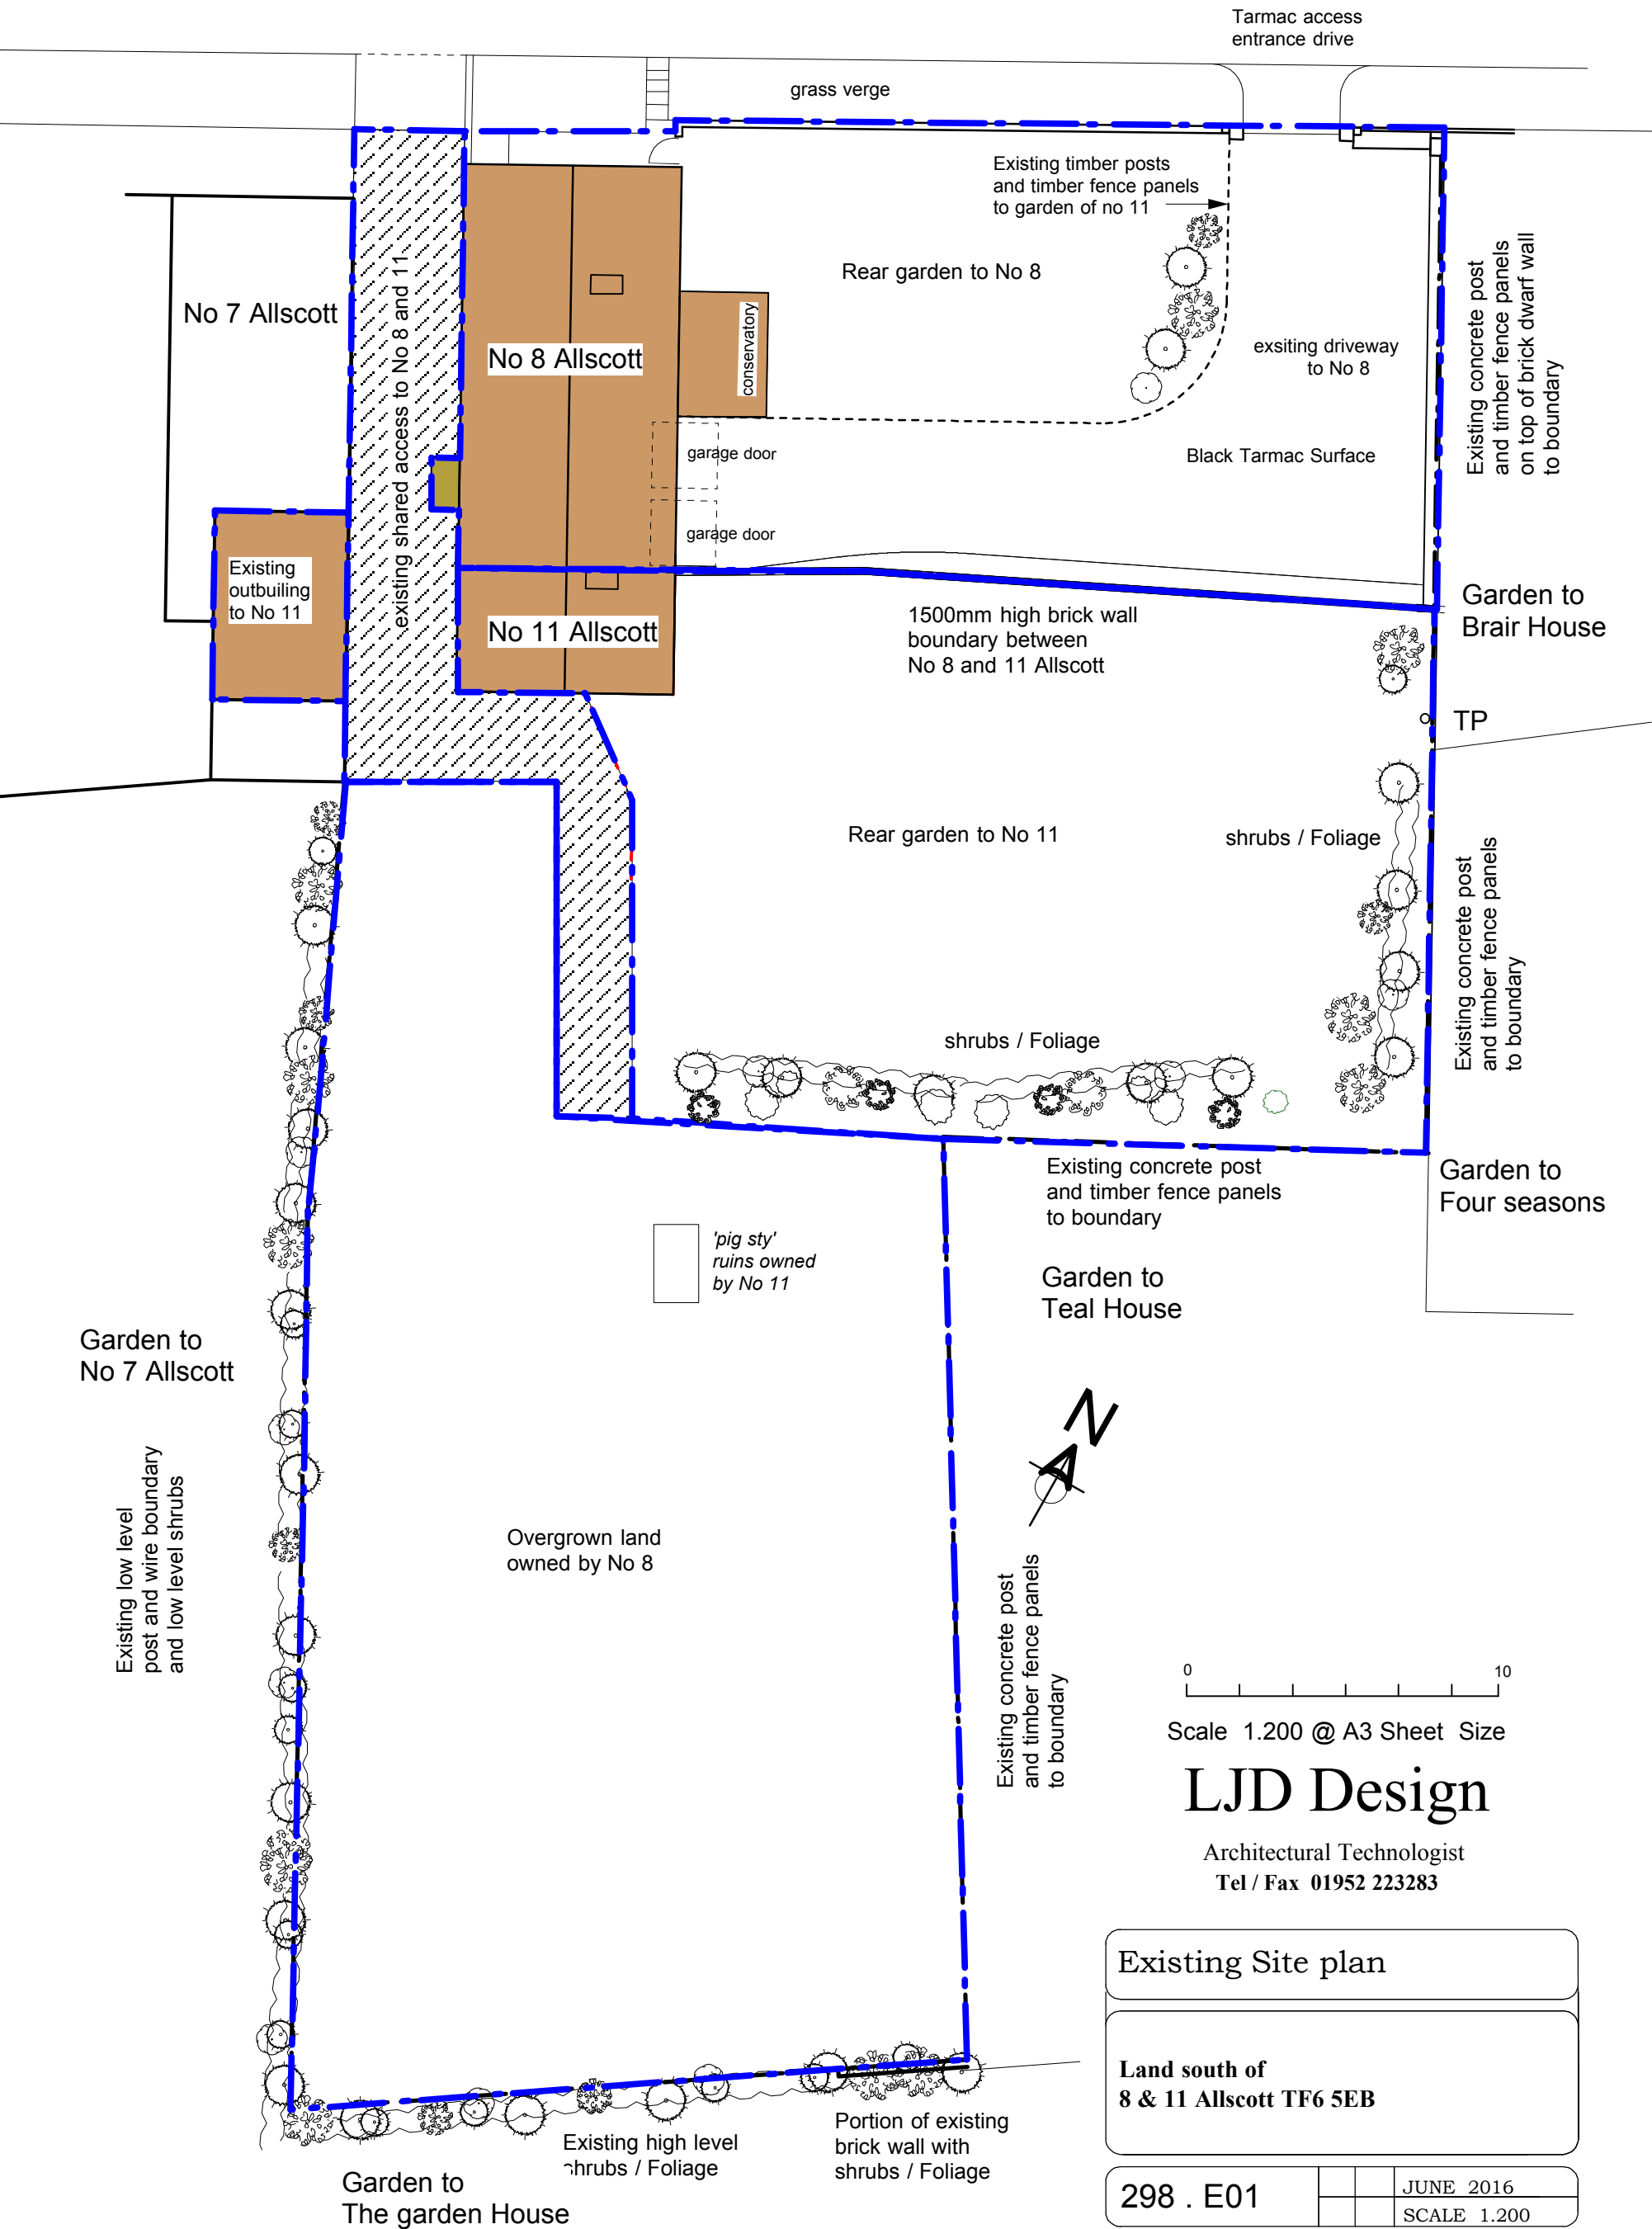 Tarmac access
entrance drive
grass verge
Existing timber posts
and timber fence panels
to garden of no 11
Rear garden to No 8
No 7 Allscott
existing shared access to No 8 and 11
No 8 Allscott
conservatory
exsiting driveway
to No 8
Existing concrete post
and timber fence panels
on top of brick dwarf wall
to boundary
garage door
Black Tarmac Surface
garage door
Existing
outbuiling
to No 11
No 11 Allscott
1500mm high brick wall
boundary between
No 8 and 11 Allscott
Garden to
Brair House
TP
Rear garden to No 11
shrubs / Foliage
Existing concrete post
and timber fence panels
to boundary
shrubs / Foliage
Existing concrete post
and timber fence panels
to boundary
Garden to
Four seasons
'pig sty'
ruins owned
by No 11
Garden to
Teal House
Garden to
No 7 Allscott
N
Existing low level
post and wire boundary
and low level shrubs
Overgrown land
owned by No 8
Existing concrete post
and timber fence panels
to boundary
0 10
Scale 1.200 @ A3 Sheet Size
LJD Design
Architectural Technologist
Tel / Fax 01952 223283
Existing Site plan
Land south of
8 & 11 Allscott TF6 5EB
Existing high level
shrubs / Foliage
Portion of existing
brick wall with
shrubs / Foliage
Garden to
The garden House
298 . E01
JUNE 2016
SCALE 1.200